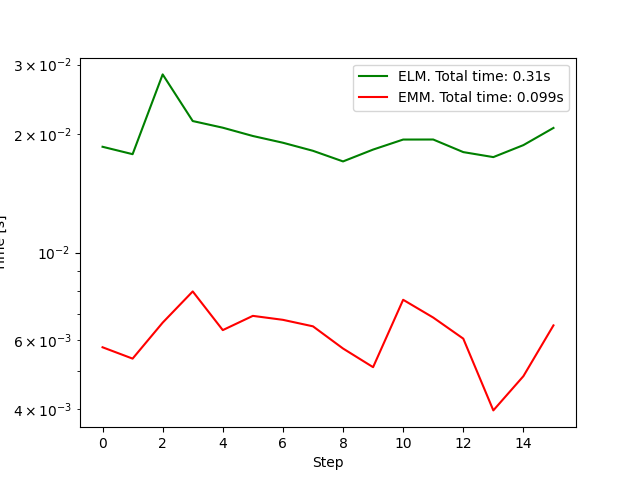 3 × 10⁻²
2 × 10⁻²
10⁻²
6 × 10⁻³
4 × 10⁻³
ELM. Total time: 0.31s
EMM. Total time: 0.099s
0 2 4 6 8 10 12 14
Step
[s]